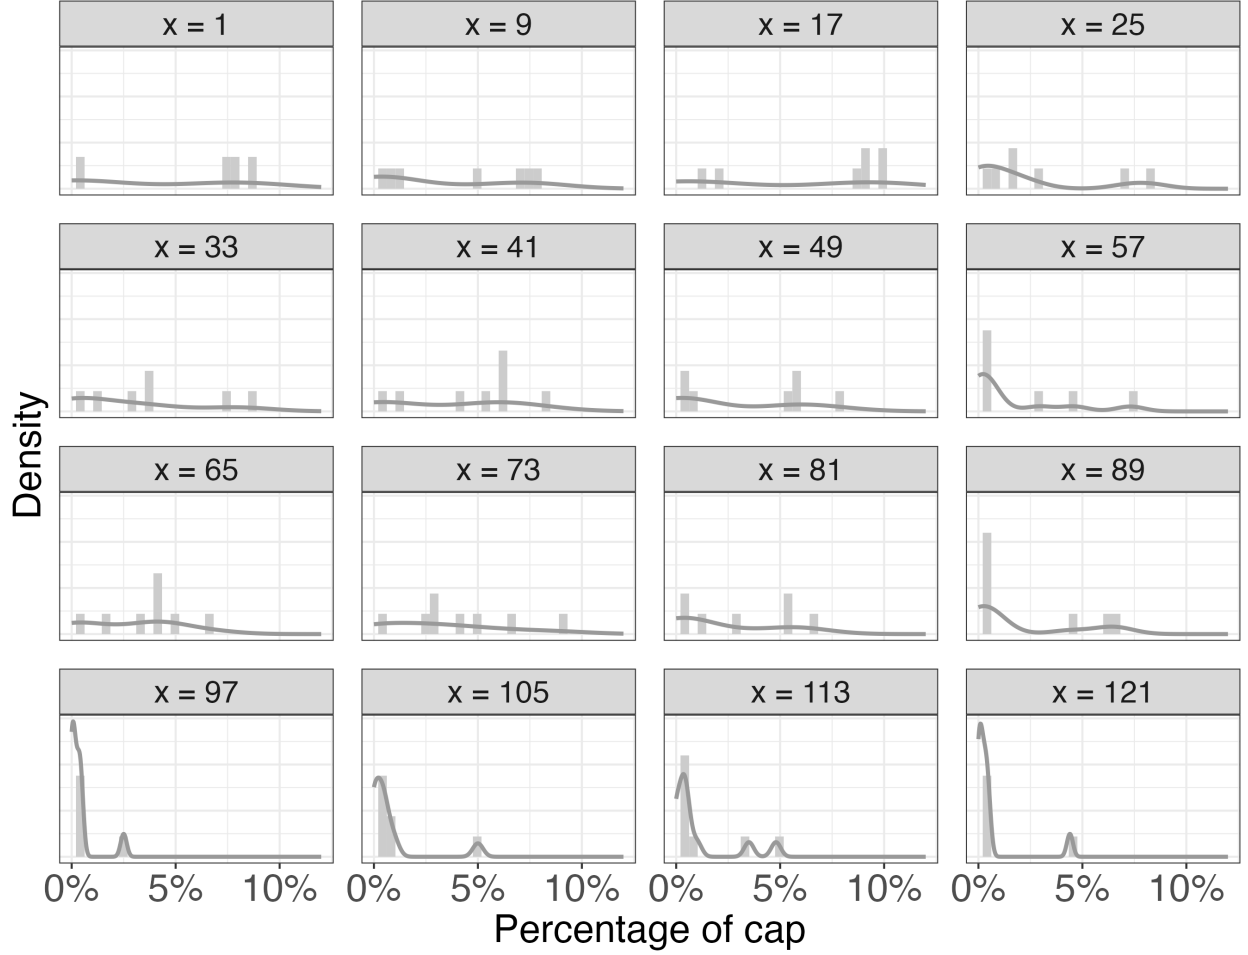 x = 1
x = 9
x = 17
x = 25
x = 33
x = 41
x = 49
x = 57
x = 65
x = 73
x = 81
x = 89
x = 97
x = 105
x = 113
x = 121
Density
0% 5% 10% 0% 5% 10% 0% 5% 10% 0% 5% 10%
Percentage of cap